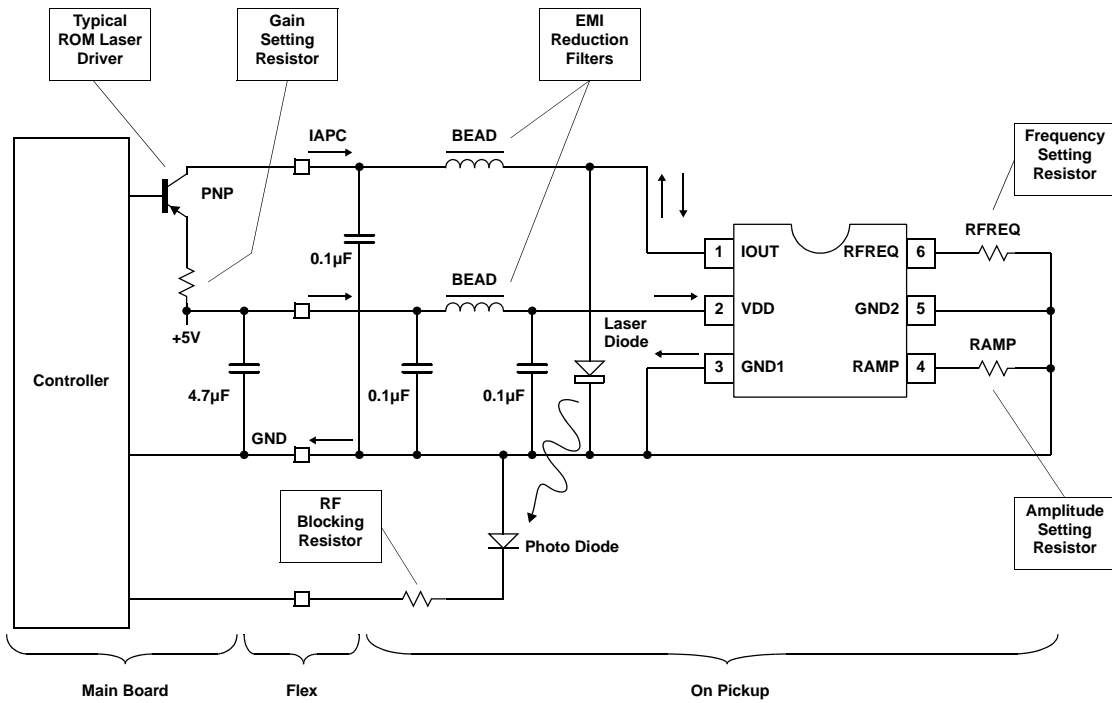 Typical
ROM Laser
Driver
Gain
Setting
Resistor
EMI
Reduction
Filters
IAPC
BEAD
Frequency
Setting
Resistor
PNP
0.1µF
BEAD
RFREQ
1
IOUT
RFREQ
6
+5V
2
VDD
GND2
5
Laser
Diode
RAMP
Controller
4.7µF
0.1µF
0.1µF
3
GND1
RAMP
4
GND
RF
Blocking
Resistor
Photo Diode
Amplitude
Setting
Resistor
Main Board
Flex
On Pickup